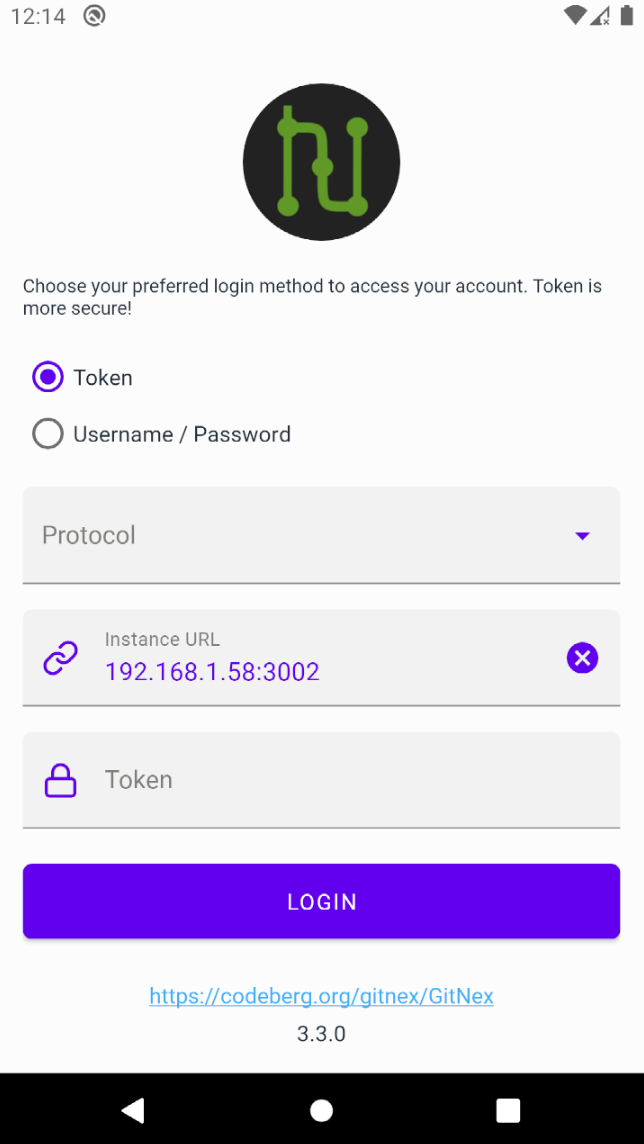 12:14
Choose your preferred login method to access your account. Token is
more secure!
Token
Username / Password
Protocol
Instance URL
192.168.1.58:3002
Token
LOGIN
https://codeberg.org/gitnex/GitNex
3.3.0